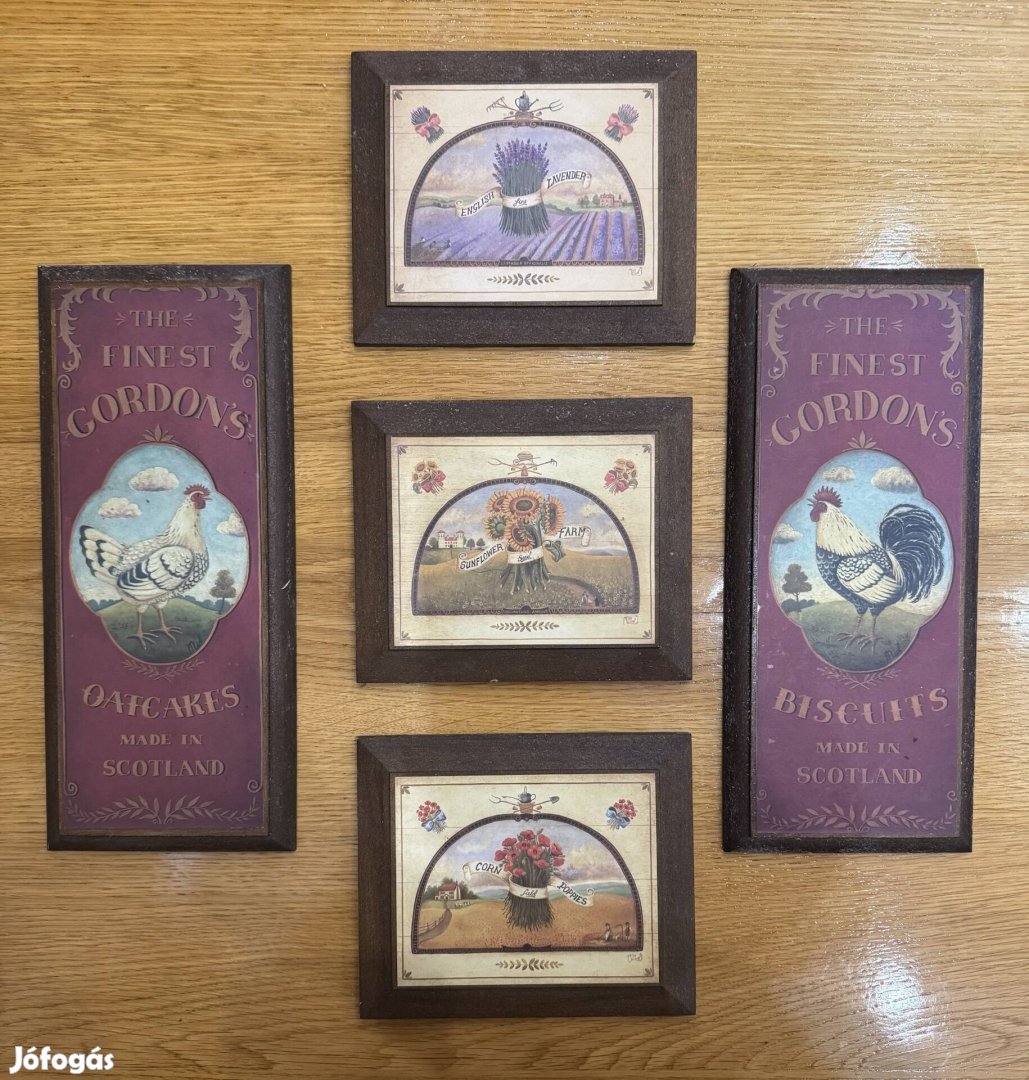 THE
FINEST
GORDON'S
OATCAKES
MADE IN
SCOTLAND
ENGLISH fine LAVENDER
SUNFLOWER Seed FARM
CORN field POPPIES
THE
FINEST
GORDON'S
BISCUITS
MADE IN
SCOTLAND
Jófogás